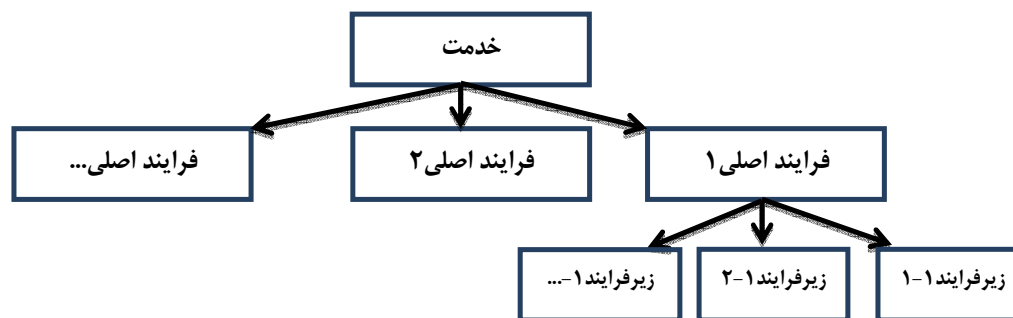 خدمت
فرایند اصلی۱
فرایند اصلی۲
فرایند اصلی...
زیرفرایند۱-۱
زیرفرایند۱-۲
زیرفرایند۱-...